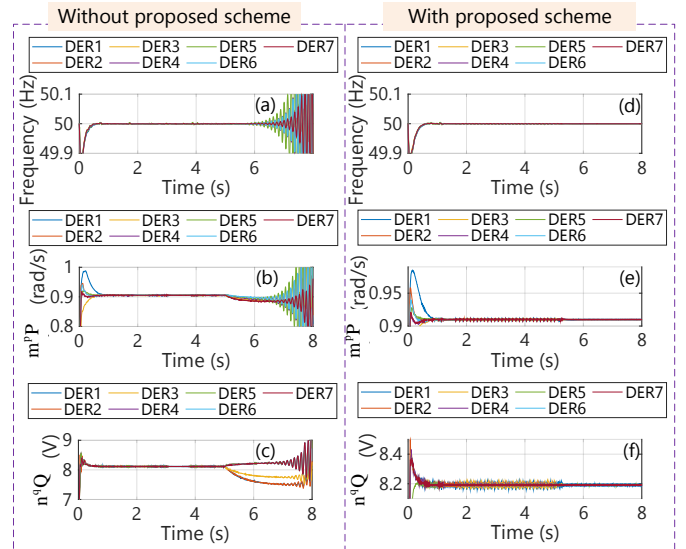 Without proposed scheme
DER1 DER3 DER5 DER7
DER2 DER4 DER6
Frequency (Hz)
50.1
50
49.9
(a)
0 2 4 6 8
Time (s)
DER1 DER3 DER5 DER7
DER2 DER4 DER6
mᵖP (rad/s)
1
0.9
0.8
(b)
0 2 4 6 8
Time (s)
DER1 DER3 DER5 DER7
DER2 DER4 DER6
n^qQ (V)
9
8
7
(c)
0 2 4 6 8
Time (s)
With proposed scheme
DER1 DER3 DER5 DER7
DER2 DER4 DER6
Frequency (Hz)
50.1
50
49.9
(d)
0 2 4 6 8
Time (s)
DER1 DER3 DER5 DER7
DER2 DER4 DER6
mᵖP (rad/s)
0.95
0.9
(e)
0 2 4 6 8
Time (s)
DER1 DER3 DER5 DER7
DER2 DER4 DER6
n^qQ (V)
8.4
8.2
(f)
0 2 4 6 8
Time (s)